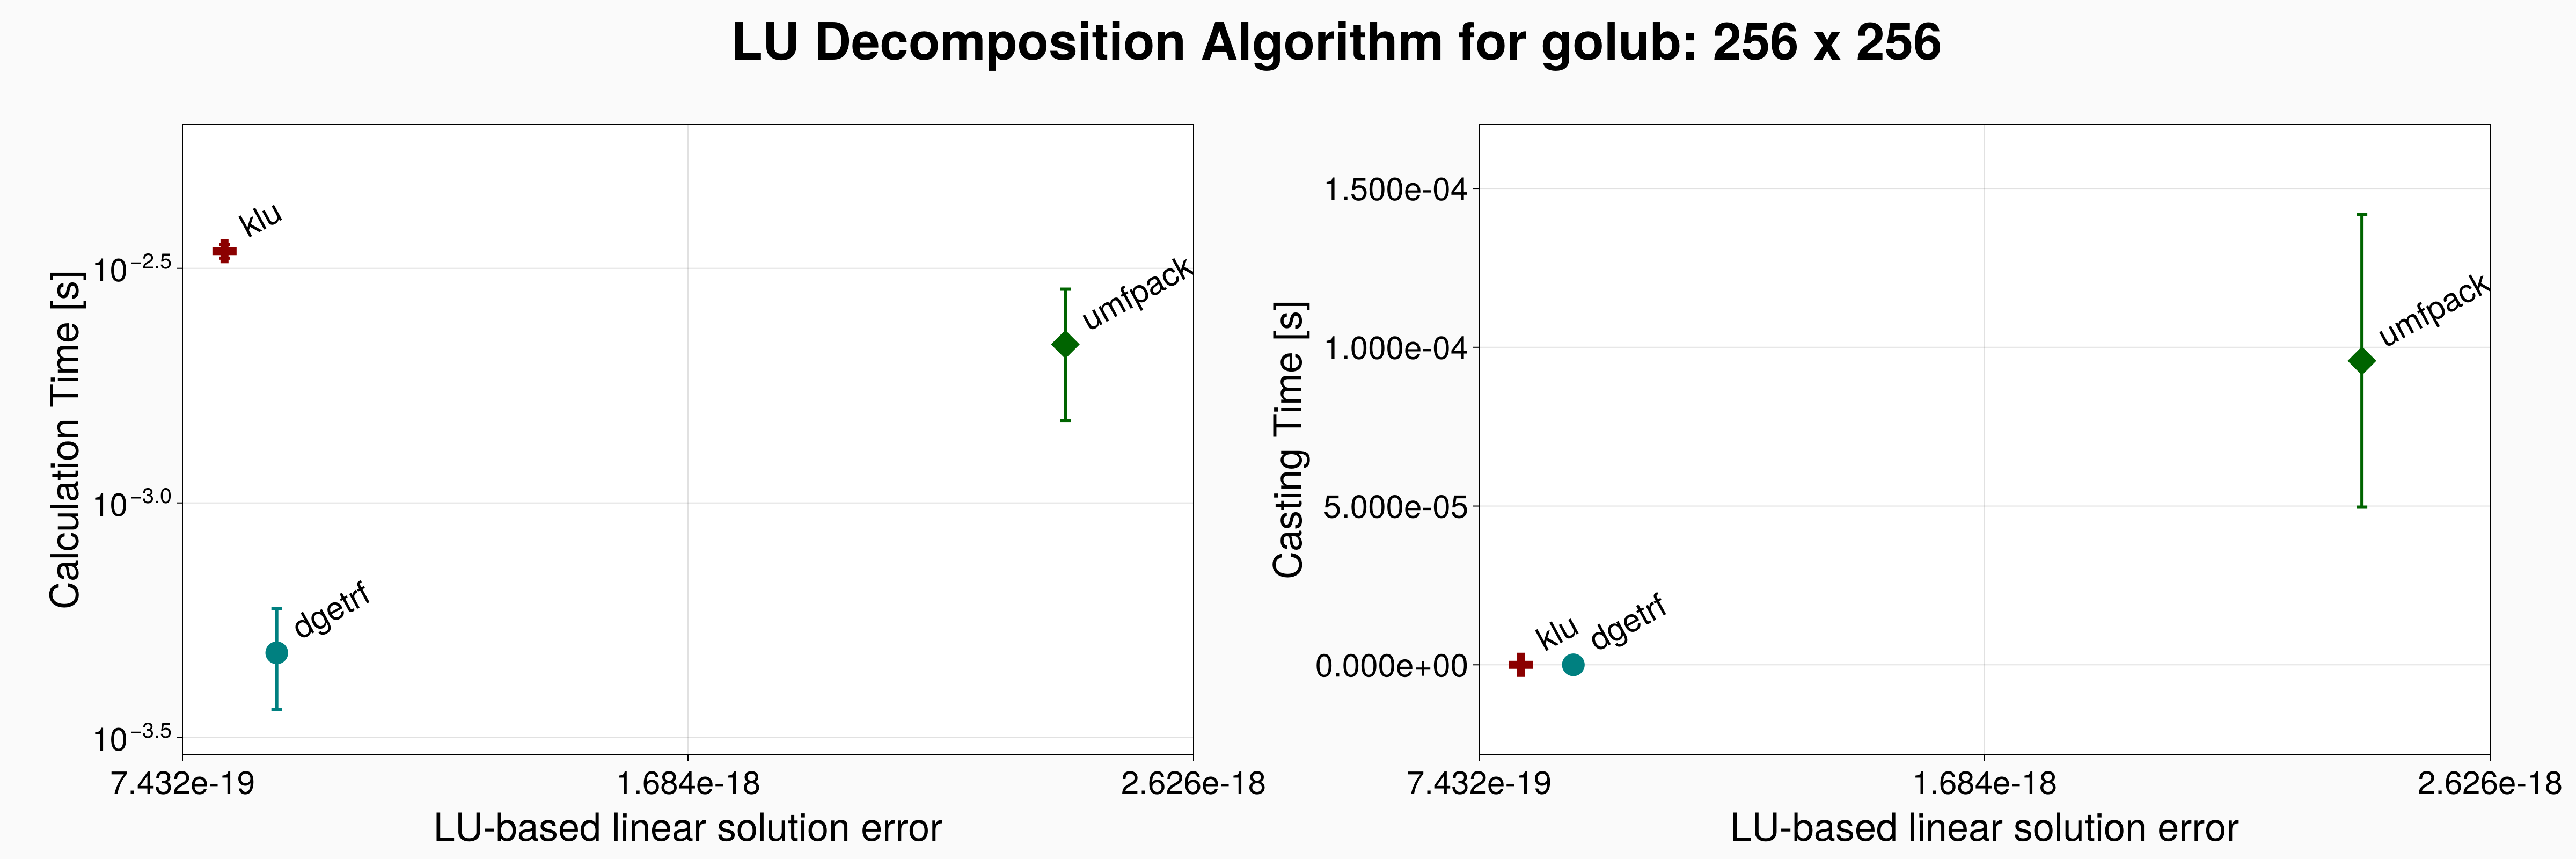 LU Decomposition Algorithm for golub: 256 x 256
Calculation Time [s]
10^−2.5
10^−3.0
10^−3.5
klu
umfpack
dgetrf
7.432e-19 1.684e-18 2.626e-18
LU-based linear solution error
Casting Time [s]
1.500e-04
1.000e-04
5.000e-05
0.000e+00
umfpack
klu
dgetrf
7.432e-19 1.684e-18 2.626e-18
LU-based linear solution error